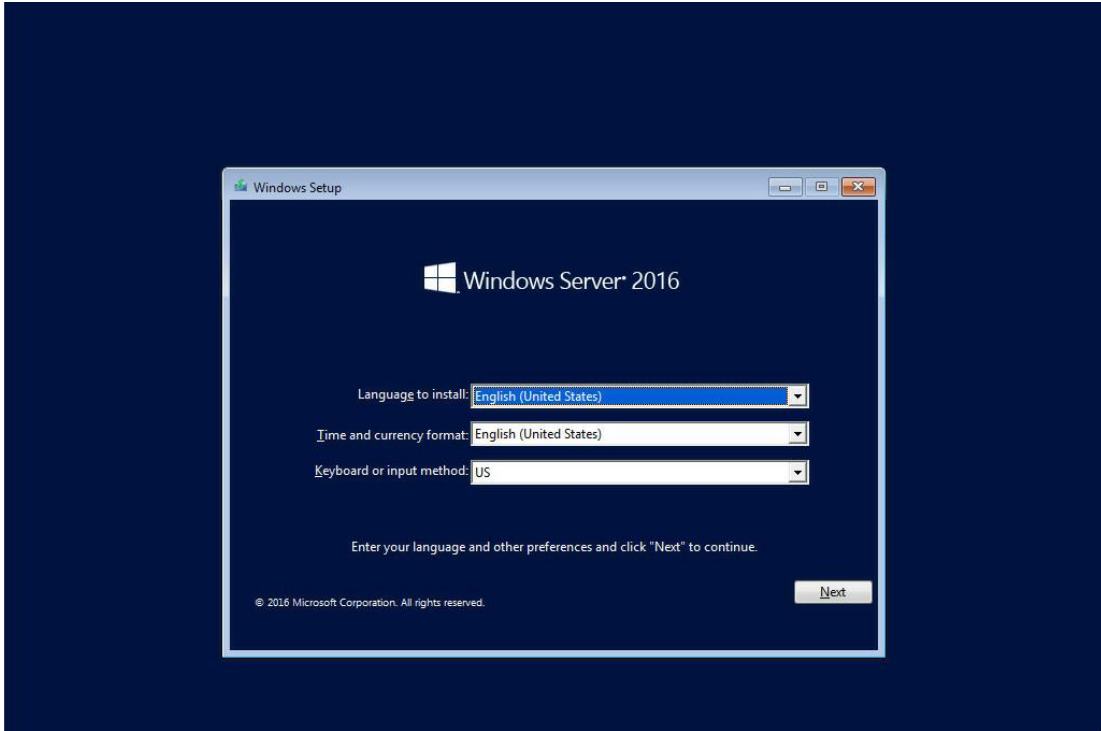 Windows Setup
Windows Server® 2016
Language to install: English (United States)
Time and currency format: English (United States)
Keyboard or input method: US
Enter your language and other preferences and click "Next" to continue.
Next
© 2016 Microsoft Corporation. All rights reserved.